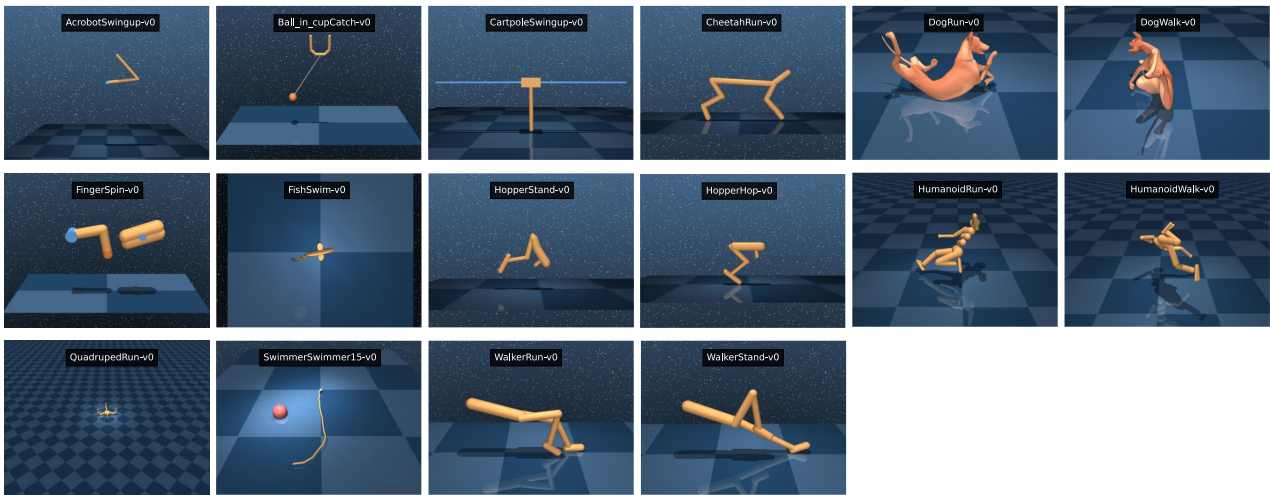 AcrobotSwingup-v0
Ball_in_cupCatch-v0
CartpoleSwingup-v0
CheetahRun-v0
DogRun-v0
DogWalk-v0
FingerSpin-v0
FishSwim-v0
HopperStand-v0
HopperHop-v0
HumanoidRun-v0
HumanoidWalk-v0
QuadrupedRun-v0
SwimmerSwimmer15-v0
WalkerRun-v0
WalkerStand-v0